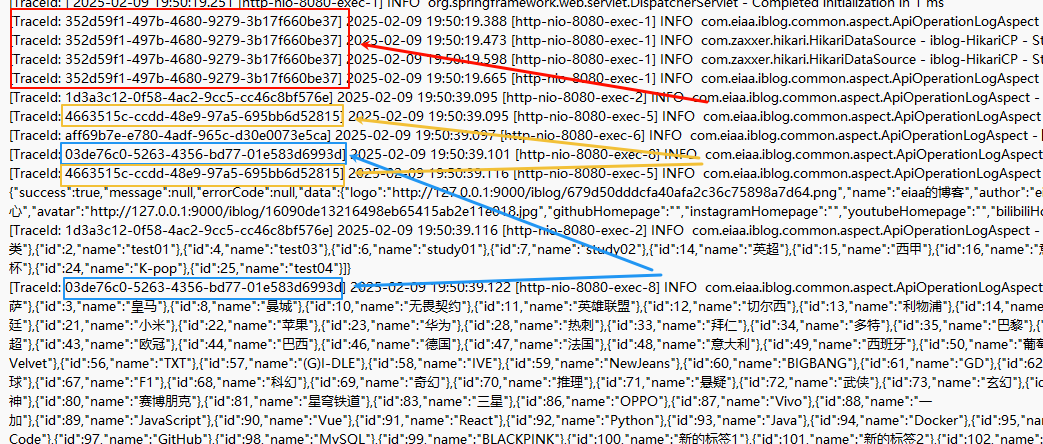 [TraceId: ] 2025-02-09 19:50:19.251 [http-nio-8080-exec-1] INFO org.springframework.web.servlet.DispatcherServlet - Completed initialization in 1 ms
[TraceId: 352d59f1-497b-4680-9279-3b17f660be37] 2025-02-09 19:50:19.388 [http-nio-8080-exec-1] INFO com.eiaa.iblog.common.aspect.ApiOperationLogAspect
[TraceId: 352d59f1-497b-4680-9279-3b17f660be37] 2025-02-09 19:50:19.473 [http-nio-8080-exec-1] INFO com.zaxxer.hikari.HikariDataSource - iblog-HikariCP - St
[TraceId: 352d59f1-497b-4680-9279-3b17f660be37] 2025-02-09 19:50:19.598 [http-nio-8080-exec-1] INFO com.zaxxer.hikari.HikariDataSource - iblog-HikariCP - St
[TraceId: 352d59f1-497b-4680-9279-3b17f660be37] 2025-02-09 19:50:19.665 [http-nio-8080-exec-1] INFO com.eiaa.iblog.common.aspect.ApiOperationLogAspect
[TraceId: 1d3a3c12-0f58-4ac2-9cc5-cc46c8bf576e] 2025-02-09 19:50:39.095 [http-nio-8080-exec-2] INFO com.eiaa.iblog.common.aspect.ApiOperationLogAspect
[TraceId: 4663515c-ccdd-48e9-97a5-695bb6d52815] 2025-02-09 19:50:39.095 [http-nio-8080-exec-5] INFO com.eiaa.iblog.common.aspect.ApiOperationLogAspect
[TraceId: aff69b7e-e780-4adf-965c-d30e0073e5ca] 2025-02-09 19:50:39.097 [http-nio-8080-exec-6] INFO com.eiaa.iblog.common.aspect.ApiOperationLogAspect -
[TraceId: 03de76c0-5263-4356-bd77-01e583d6993d] 2025-02-09 19:50:39.101 [http-nio-8080-exec-8] INFO com.eiaa.iblog.common.aspect.ApiOperationLogAspect
[TraceId: 4663515c-ccdd-48e9-97a5-695bb6d52815] 2025-02-09 19:50:39.116 [http-nio-8080-exec-5] INFO com.eiaa.iblog.common.aspect.ApiOperationLogAspect
{"success":true,"message":null,"errorCode":null,"data":{"logo":"http://127.0.0.1:9000/iblog/679d50dddcfa40afa2c36c75898a7d64.png","name":"eiaa的博客","author":"ei
心","avatar":"http://127.0.0.1:9000/iblog/16090de13216498eb65415ab2e11e018.jpg","githubHomepage":"","instagramHomepage":"","youtubeHomepage":"","bilibiliH
[TraceId: 1d3a3c12-0f58-4ac2-9cc5-cc46c8bf576e] 2025-02-09 19:50:39.116 [http-nio-8080-exec-2] INFO com.eiaa.iblog.common.aspect.ApiOperationLogAspect
类"},{"id":2,"name":"test01"},{"id":4,"name":"test03"},{"id":6,"name":"study01"},{"id":7,"name":"study02"},{"id":14,"name":"英超"},{"id":15,"name":"西甲"},{"id":16,"name":"意
杯"},{"id":24,"name":"K-pop"},{"id":25,"name":"test04"}]}
[TraceId: 03de76c0-5263-4356-bd77-01e583d6993d] 2025-02-09 19:50:39.122 [http-nio-8080-exec-8] INFO com.eiaa.iblog.common.aspect.ApiOperationLogAspect
萨"},{"id":3,"name":"皇马"},{"id":8,"name":"曼城"},{"id":10,"name":"无畏契约"},{"id":11,"name":"英雄联盟"},{"id":12,"name":"切尔西"},{"id":13,"name":"利物浦"},{"id":14,"name":
廷"},{"id":21,"name":"小米"},{"id":22,"name":"苹果"},{"id":23,"name":"华为"},{"id":28,"name":"热刺"},{"id":33,"name":"拜仁"},{"id":34,"name":"多特"},{"id":35,"name":"巴黎"
超"},{"id":43,"name":"欧冠"},{"id":44,"name":"巴西"},{"id":46,"name":"德国"},{"id":47,"name":"法国"},{"id":48,"name":"意大利"},{"id":49,"name":"西班牙"},{"id":50,"name":"葡萄
Velvet"},{"id":56,"name":"TXT"},{"id":57,"name":"(G)I-DLE"},{"id":58,"name":"IVE"},{"id":59,"name":"NewJeans"},{"id":60,"name":"BIGBANG"},{"id":61,"name":"GD"},{"id":62
球"},{"id":67,"name":"F1"},{"id":68,"name":"科幻"},{"id":69,"name":"奇幻"},{"id":70,"name":"推理"},{"id":71,"name":"悬疑"},{"id":72,"name":"武侠"},{"id":73,"name":"玄幻"},{"id
神"},{"id":80,"name":"赛博朋克"},{"id":81,"name":"星穹铁道"},{"id":83,"name":"三星"},{"id":86,"name":"OPPO"},{"id":87,"name":"Vivo"},{"id":88,"name":"一
加"},{"id":89,"name":"JavaScript"},{"id":90,"name":"Vue"},{"id":91,"name":"React"},{"id":92,"name":"Python"},{"id":93,"name":"Java"},{"id":94,"name":"Docker"},{"id":95,
Code"},{"id":97,"name":"GitHub"},{"id":98,"name":"MySQL"},{"id":99,"name":"BLACKPINK"},{"id":100,"name":"新的标签1"},{"id":101,"name":"新的标签2"},{"id":102,"name":